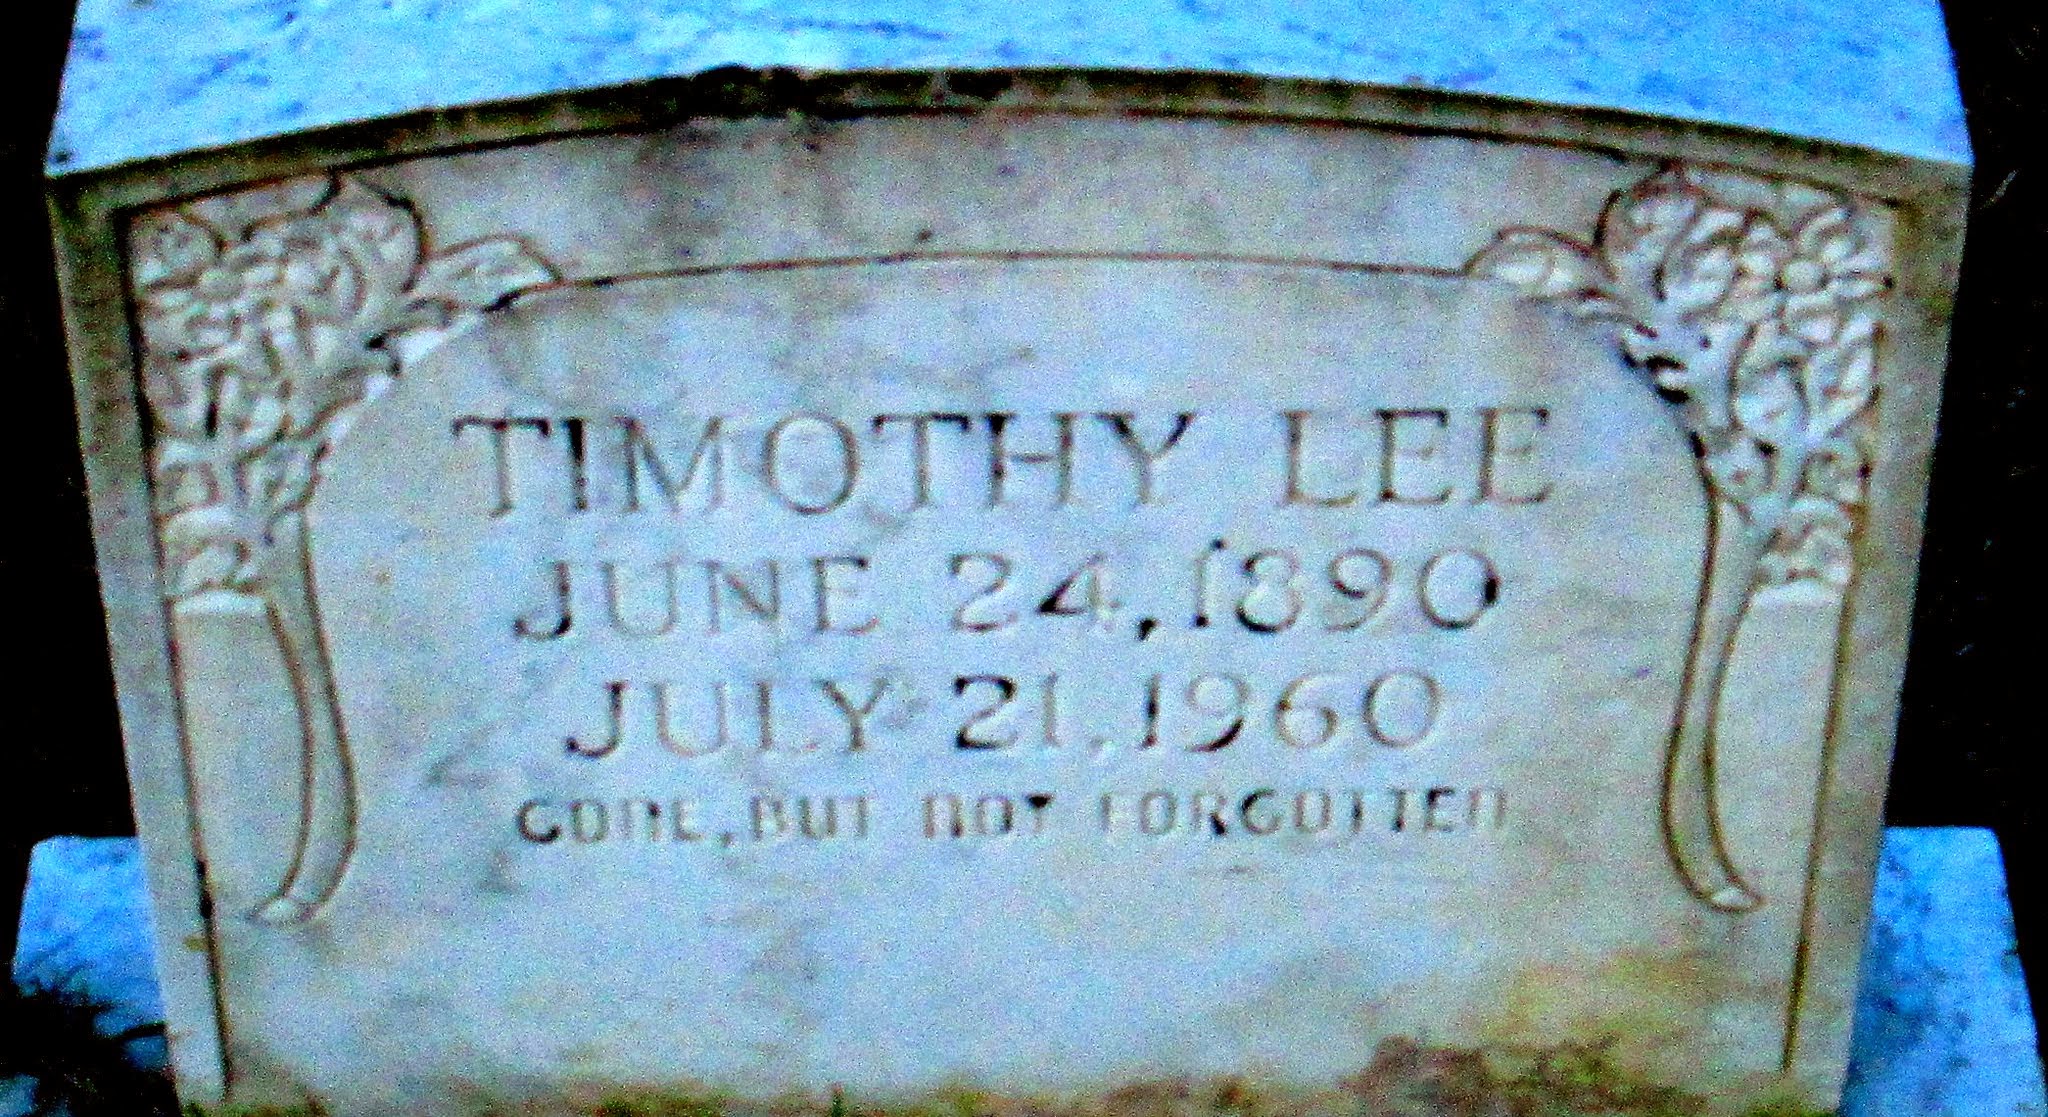 TIMOTHY LEE
JUNE 24, 1890
JULY 21, 1960
GONE, BUT NOT FORGOTTEN